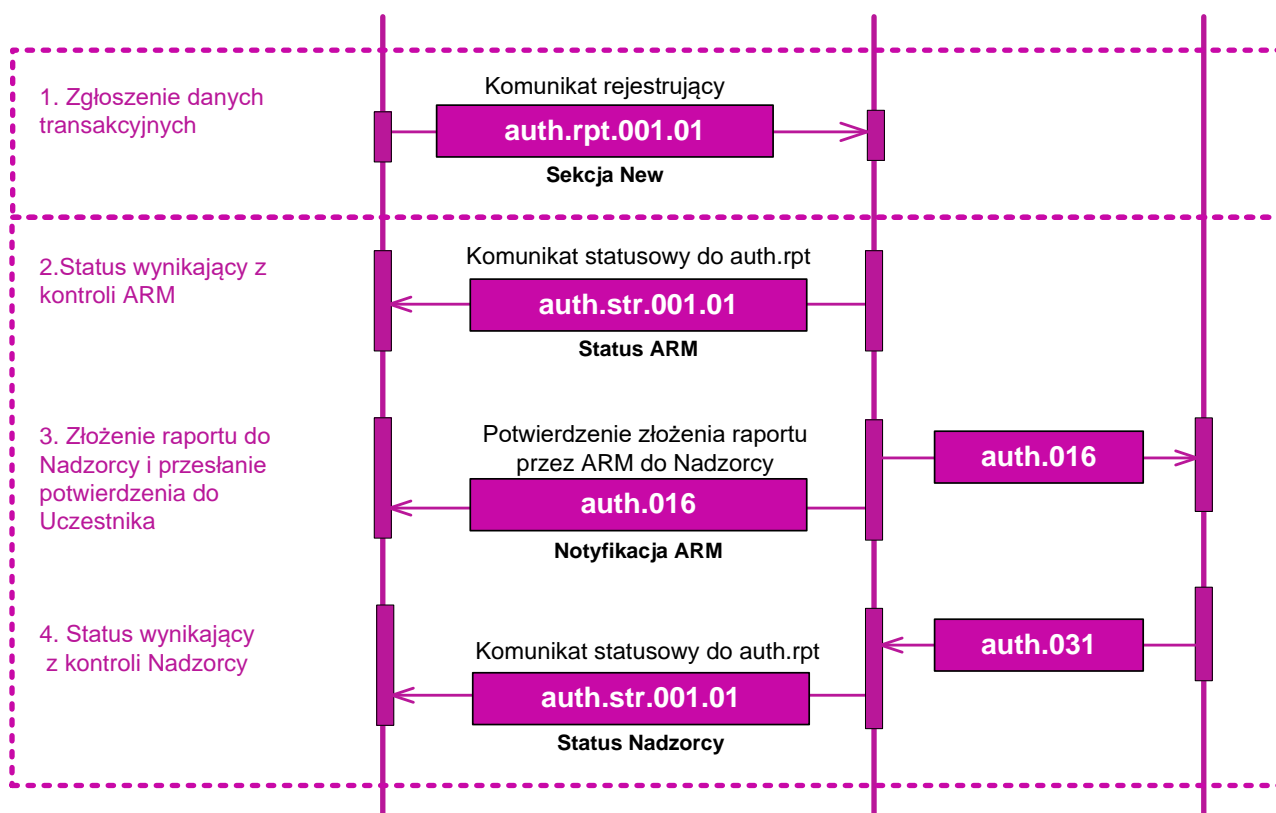 1. Zgłoszenie danych
transakcyjnych
Komunikat rejestrujący
auth.rpt.001.01
Sekcja New
2.Status wynikający z
kontroli ARM
Komunikat statusowy do auth.rpt
auth.str.001.01
Status ARM
3. Złożenie raportu do
Nadzorcy i przesłanie
potwierdzenia do
Uczestnika
Potwierdzenie złożenia raportu
przez ARM do Nadzorcy
auth.016
Notyfikacja ARM
auth.016
4. Status wynikający
z kontroli Nadzorcy
Komunikat statusowy do auth.rpt
auth.str.001.01
Status Nadzorcy
auth.031